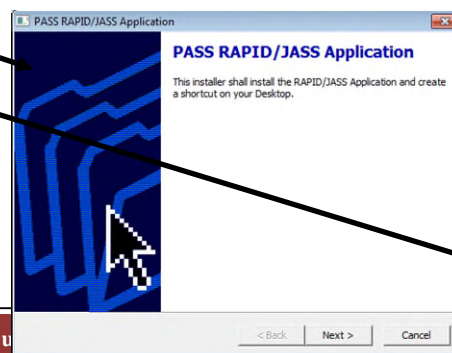 PASS RAPID/JASS Application
PASS RAPID/JASS Application
This installer shall install the RAPID/JASS Application and create
a shortcut on your Desktop.
u
< Back
Next >
Cancel